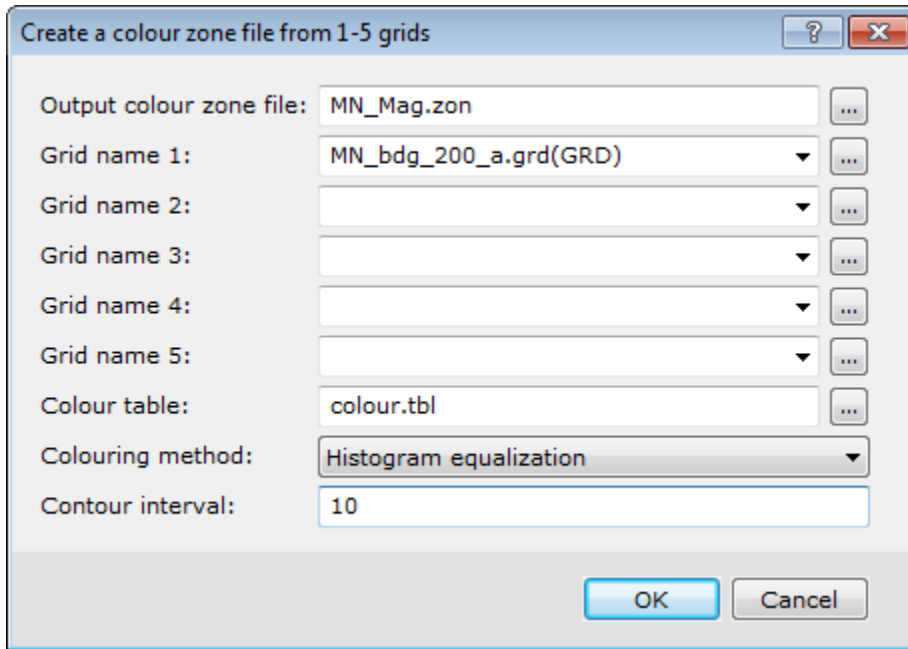 Create a colour zone file from 1-5 grids
Output colour zone file: MN_Mag.zon ...
Grid name 1: MN_bdg_200_a.grd(GRD) ...
Grid name 2: ...
Grid name 3: ...
Grid name 4: ...
Grid name 5: ...
Colour table: colour.tbl ...
Colouring method: Histogram equalization
Contour interval: 10
OK Cancel